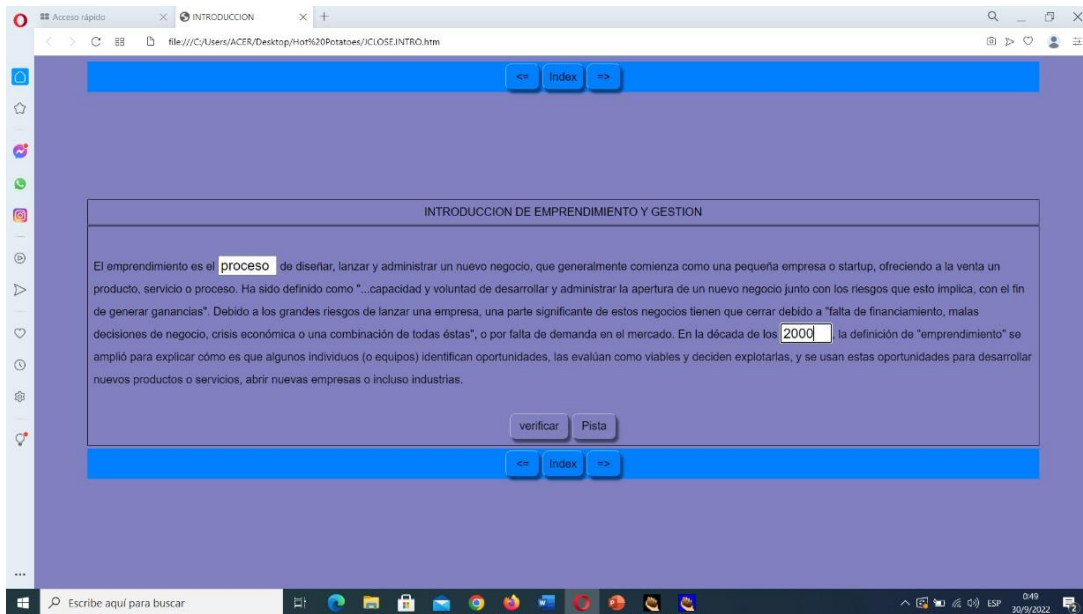 Acceso rápido
INTRODUCCION
file:///C:/Users/ACER/Desktop/Hot%20Potatoes/JCLOSE.INTRO.htm
<= Index =>
INTRODUCCION DE EMPRENDIMIENTO Y GESTION
El emprendimiento es el proceso de diseñar, lanzar y administrar un nuevo negocio, que generalmente comienza como una pequeña empresa o startup, ofreciendo a la venta un
producto, servicio o proceso. Ha sido definido como "...capacidad y voluntad de desarrollar y administrar la apertura de un nuevo negocio junto con los riesgos que esto implica, con el fin
de generar ganancias". Debido a los grandes riesgos de lanzar una empresa, una parte significante de estos negocios tienen que cerrar debido a "falta de financiamiento, malas
decisiones de negocio, crisis económica o una combinación de todas éstas", o por falta de demanda en el mercado. En la década de los 2000 , la definición de "emprendimiento" se
amplió para explicar cómo es que algunos individuos (o equipos) identifican oportunidades, las evalúan como viables y deciden explotarlas, y se usan estas oportunidades para desarrollar
nuevos productos o servicios, abrir nuevas empresas o incluso industrias.
verificar Pista
<= Index =>
Escribe aquí para buscar
ESP
0:49
30/9/2022